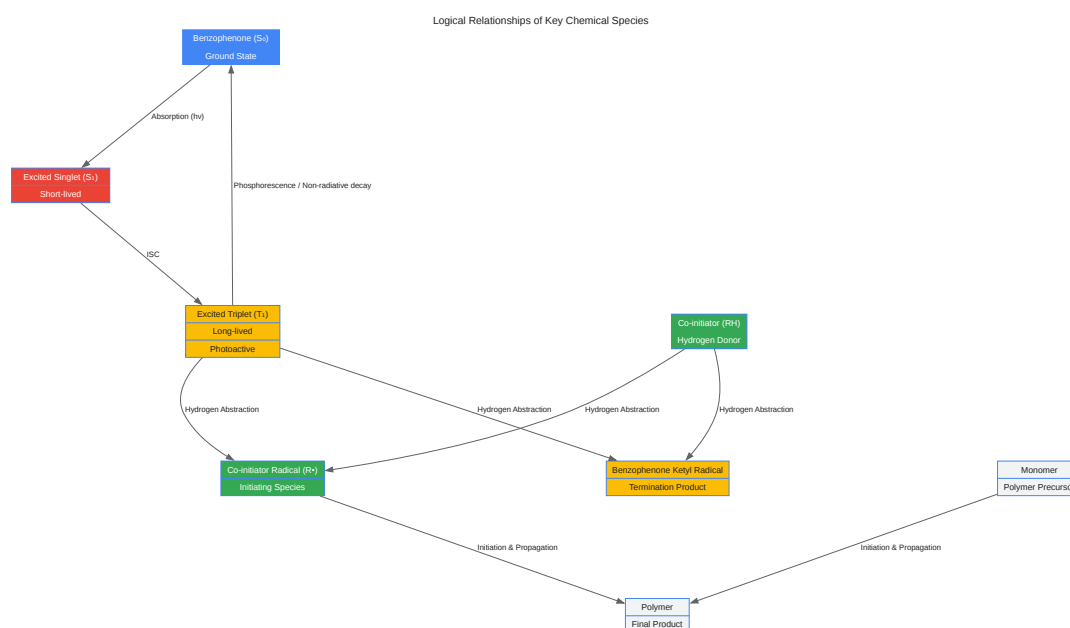 Logical Relationships of Key Chemical Species
Benzophenone (S₀)
Ground State
Absorption (hν)
Excited Singlet (S₁)
Short-lived
Phosphorescence / Non-radiative decay
ISC
Excited Triplet (T₁)
Long-lived
Photoactive
Co-initiator (RH)
Hydrogen Donor
Hydrogen Abstraction
Hydrogen Abstraction
Hydrogen Abstraction
Hydrogen Abstraction
Co-initiator Radical (R•)
Initiating Species
Benzophenone Ketyl Radical
Termination Product
Monomer
Polymer Precurso
Initiation & Propagation
Initiation & Propagation
Polymer
Final Product